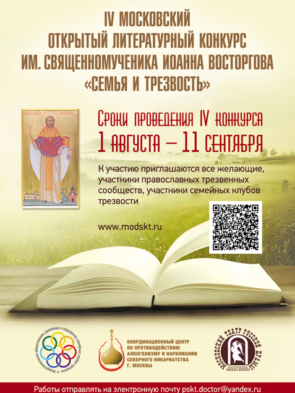 IV МОСКОВСКИЙ
ОТКРЫТЫЙ ЛИТЕРАТУРНЫЙ КОНКУРС
ИМ. СВЯЩЕННОМУЧЕНИКА ИОАННА ВОСТОРГОВА
«СЕМЬЯ И ТРЕЗВОСТЬ»
СРОКИ ПРОВЕДЕНИЯ IV КОНКУРСА
1 АВГУСТА – 11 СЕНТЯБРЯ
К участию приглашаются все желающие,
участники православных трезвенных
сообществ, участники семейных клубов
трезвости
www.modskt.ru
КООРДИНАЦИОННЫЙ ЦЕНТР
ПО ПРОТИВОДЕЙСТВИЮ
АЛКОГОЛИЗМУ И НАРКОМАНИИ
СЕВЕРНОГО ВИКАРИАТСТВА
Г. МОСКВЫ
Работы отправлять на электронную почту pskt.doctor@yandex.ru